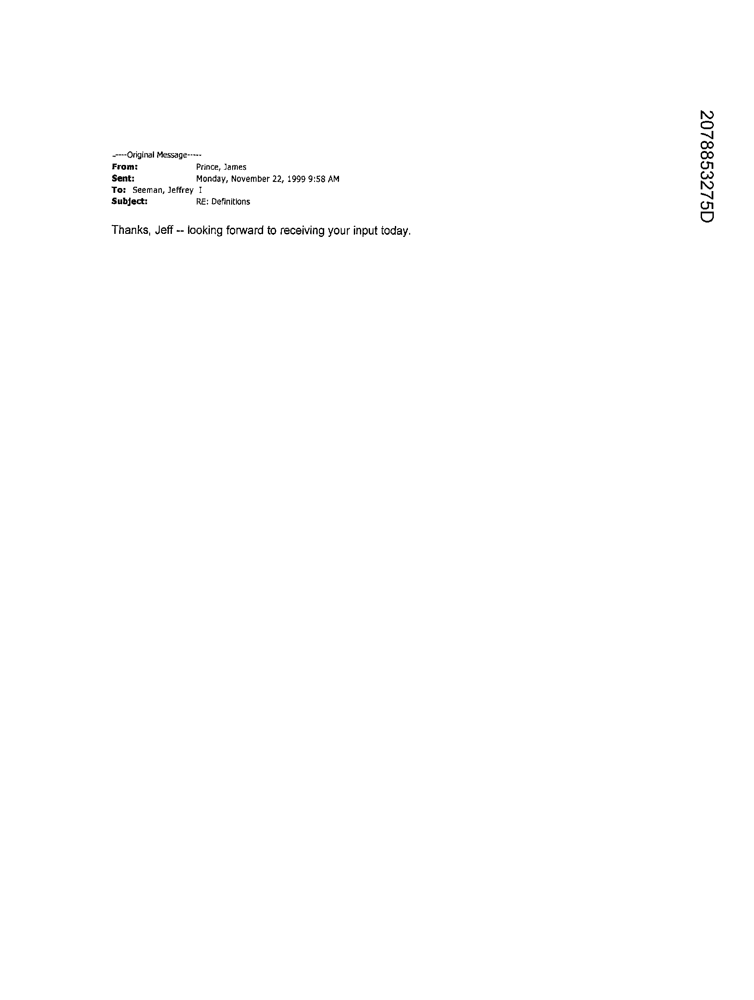 -----Original Message-----
From: Prince, James
Sent: Monday, November 22, 1999 9:58 AM
To: Seeman, Jeffrey I
Subject: RE: Definitions
Thanks, Jeff -- looking forward to receiving your input today.
2078853275D